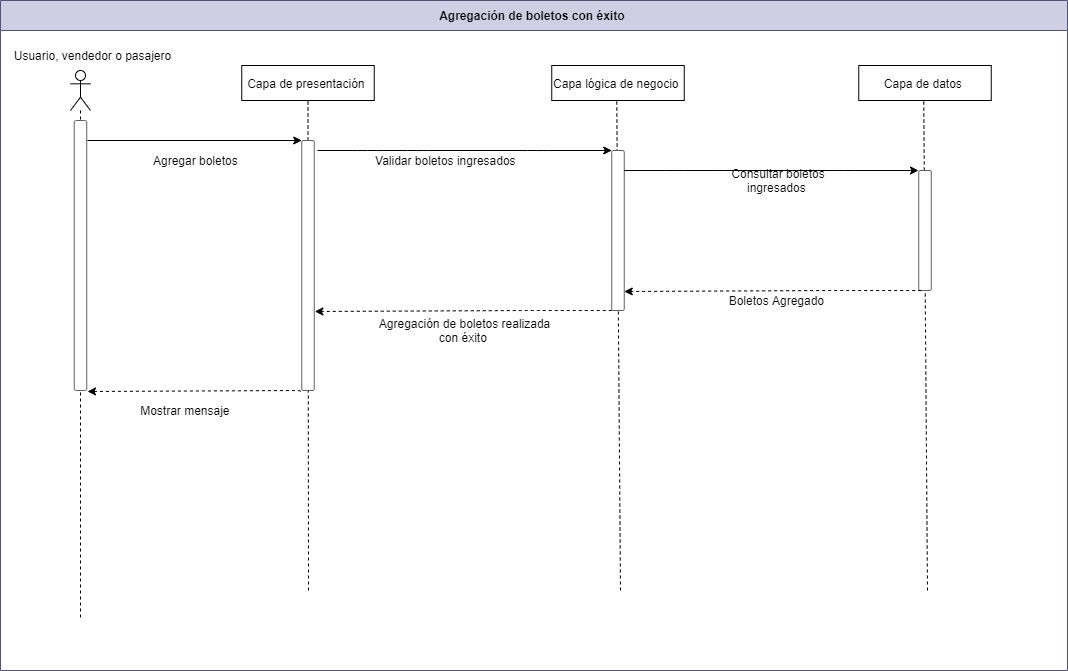 Agregación de boletos con éxito
Usuario, vendedor o pasajero
Capa de presentación
Capa lógica de negocio
Capa de datos
Agregar boletos
Validar boletos ingresados
Consultar boletos
ingresados
Boletos Agregado
Agregación de boletos realizada
con éxito
Mostrar mensaje